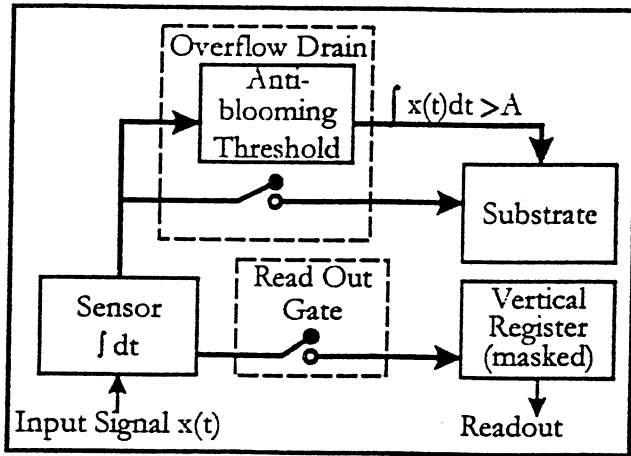 Overflow Drain
Anti-
blooming
Threshold
∫ x(t)dt >A
Substrate
Sensor
∫ dt
Read Out
Gate
Vertical
Register
(masked)
Input Signal x(t)
Readout